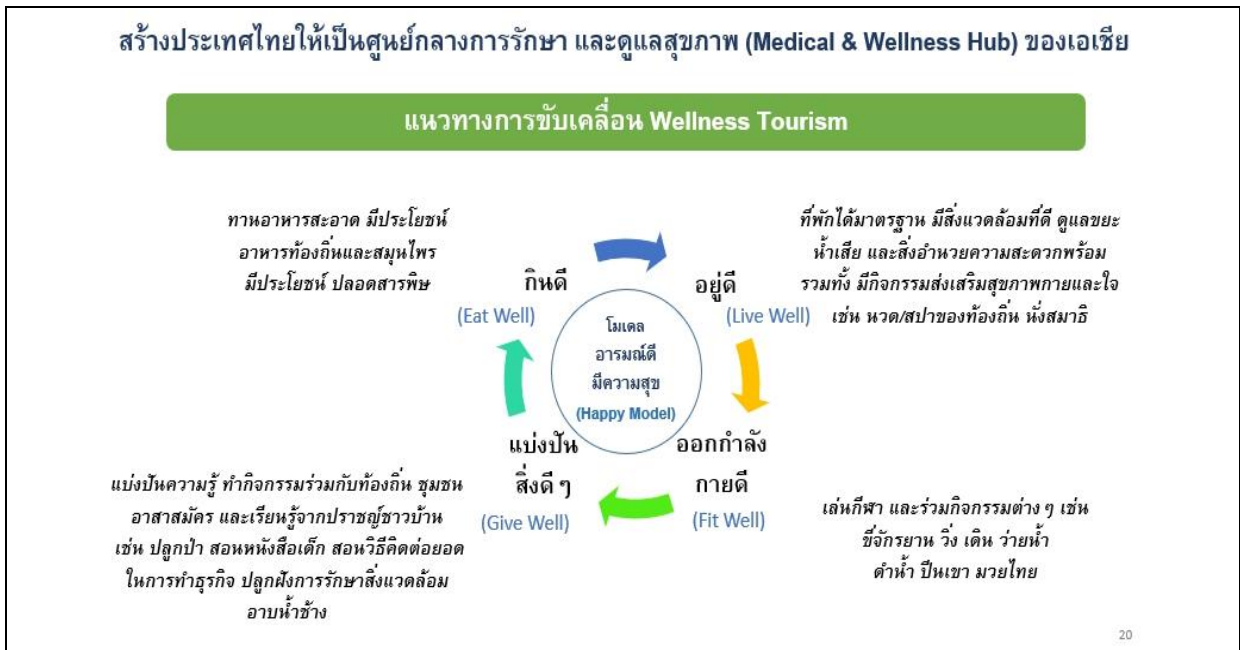 สร้างประเทศไทยให้เป็นศูนย์กลางการรักษา และดูแลสุขภาพ (Medical & Wellness Hub) ของเอเชีย
แนวทางการขับเคลื่อน Wellness Tourism
ทานอาหารสะอาด มีประโยชน์
อาหารท้องถิ่นและสมุนไพร
มีประโยชน์ ปลอดสารพิษ
กินดี
(Eat Well)
อยู่ดี
(Live Well)
ที่พักได้มาตรฐาน มีสิ่งแวดล้อมที่ดี ดูแลขยะ
น้ำเสีย และสิ่งอำนวยความสะดวกพร้อม
รวมทั้ง มีกิจกรรมส่งเสริมสุขภาพกายและใจ
เช่น นวด/สปาของท้องถิ่น นั่งสมาธิ
โมเดล
อารมณ์ดี
มีความสุข
(Happy Model)
แบ่งปัน
สิ่งดี ๆ
(Give Well)
ออกกำลัง
กายดี
(Fit Well)
แบ่งปันความรู้ ทำกิจกรรมร่วมกับท้องถิ่น ชุมชน
อาสาสมัคร และเรียนรู้จากปราชญ์ชาวบ้าน
เช่น ปลูกป่า สอนหนังสือเด็ก สอนวิธีคิดต่อยอด
ในการทำธุรกิจ ปลูกฝังการรักษาสิ่งแวดล้อม
อาบน้ำช้าง
เล่นกีฬา และร่วมกิจกรรมต่าง ๆ เช่น
ขี่จักรยาน วิ่ง เดิน ว่ายน้ำ
ดำน้ำ ปีนเขา มวยไทย
20